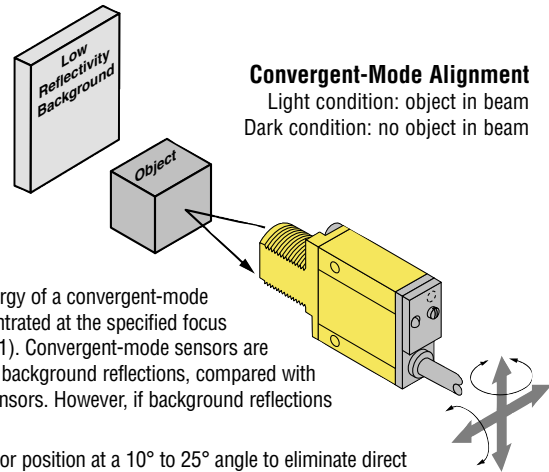 Low
Reflectivity
Background
Convergent-Mode Alignment
Light condition: object in beam
Dark condition: no object in beam
Object
rgy of a convergent-mode
ntrated at the specified focus
1). Convergent-mode sensors are
background reflections, compared with
nsors. However, if background reflections
or position at a 10° to 25° angle to eliminate direct